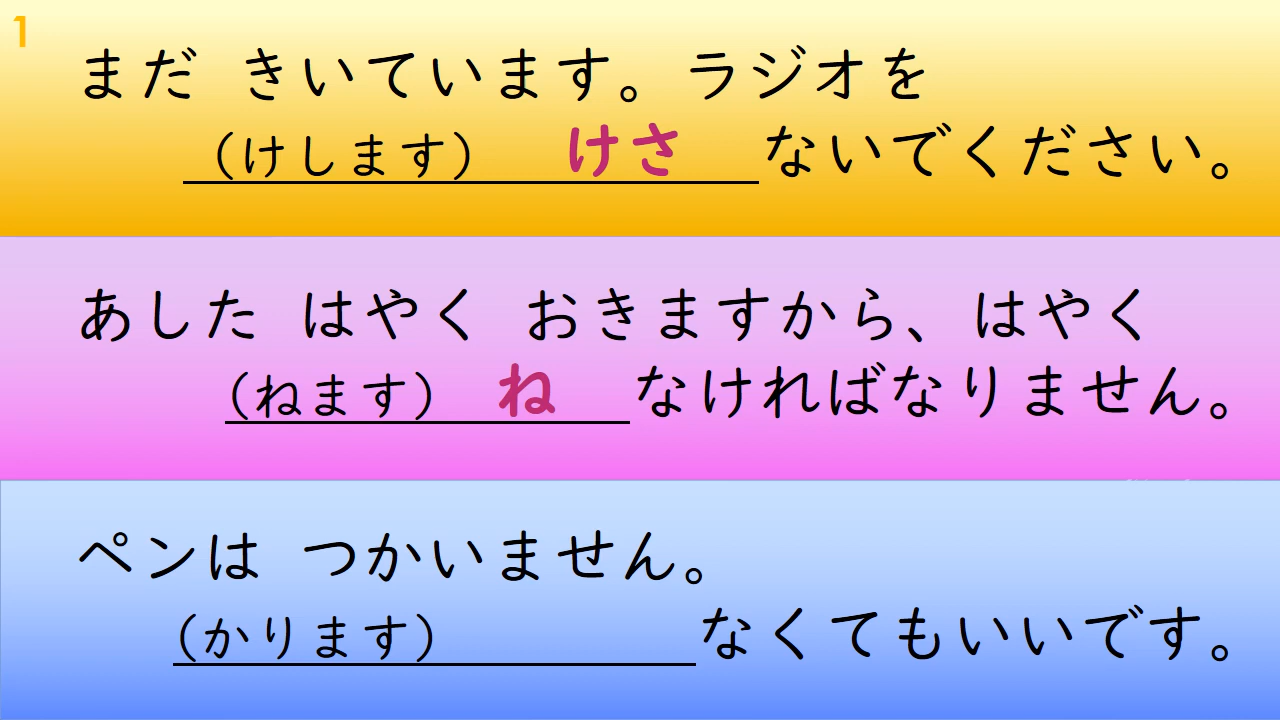 1
まだ きいています。ラジオを
（けします） けさ ないでください。
あした はやく おきますから、はやく
（ねます） ね なければなりません。
ペンは つかいません。
（かります） なくてもいいです。